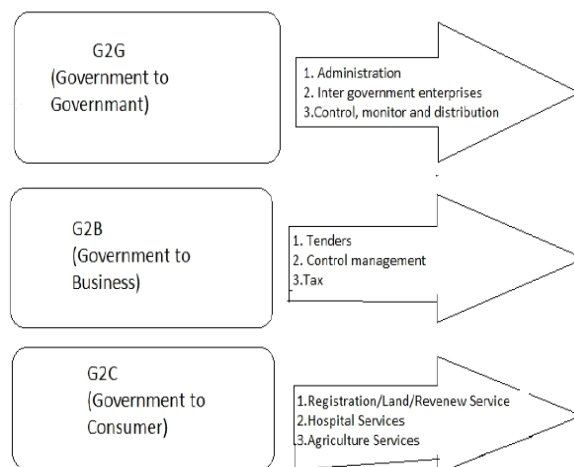 G2G
(Government to
Governmant)
1. Administration
2. Inter government enterprises
3.Control, monitor and distribution
G2B
(Government to
Business)
1. Tenders
2. Control management
3.Tax
G2C
(Government to
Consumer)
1.Registration/Land/Revenew Service
2.Hospital Services
3.Agriculture Services